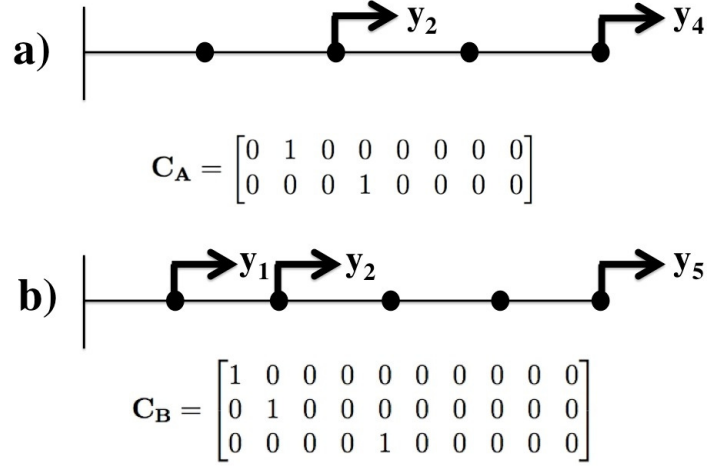 a) y₂ y₄
C_A = [0 1 0 0 0 0 0 0]
[0 0 0 1 0 0 0 0]
b) y₁ y₂ y₅
C_B = [1 0 0 0 0 0 0 0 0 0]
[0 1 0 0 0 0 0 0 0 0]
[0 0 0 0 1 0 0 0 0 0]